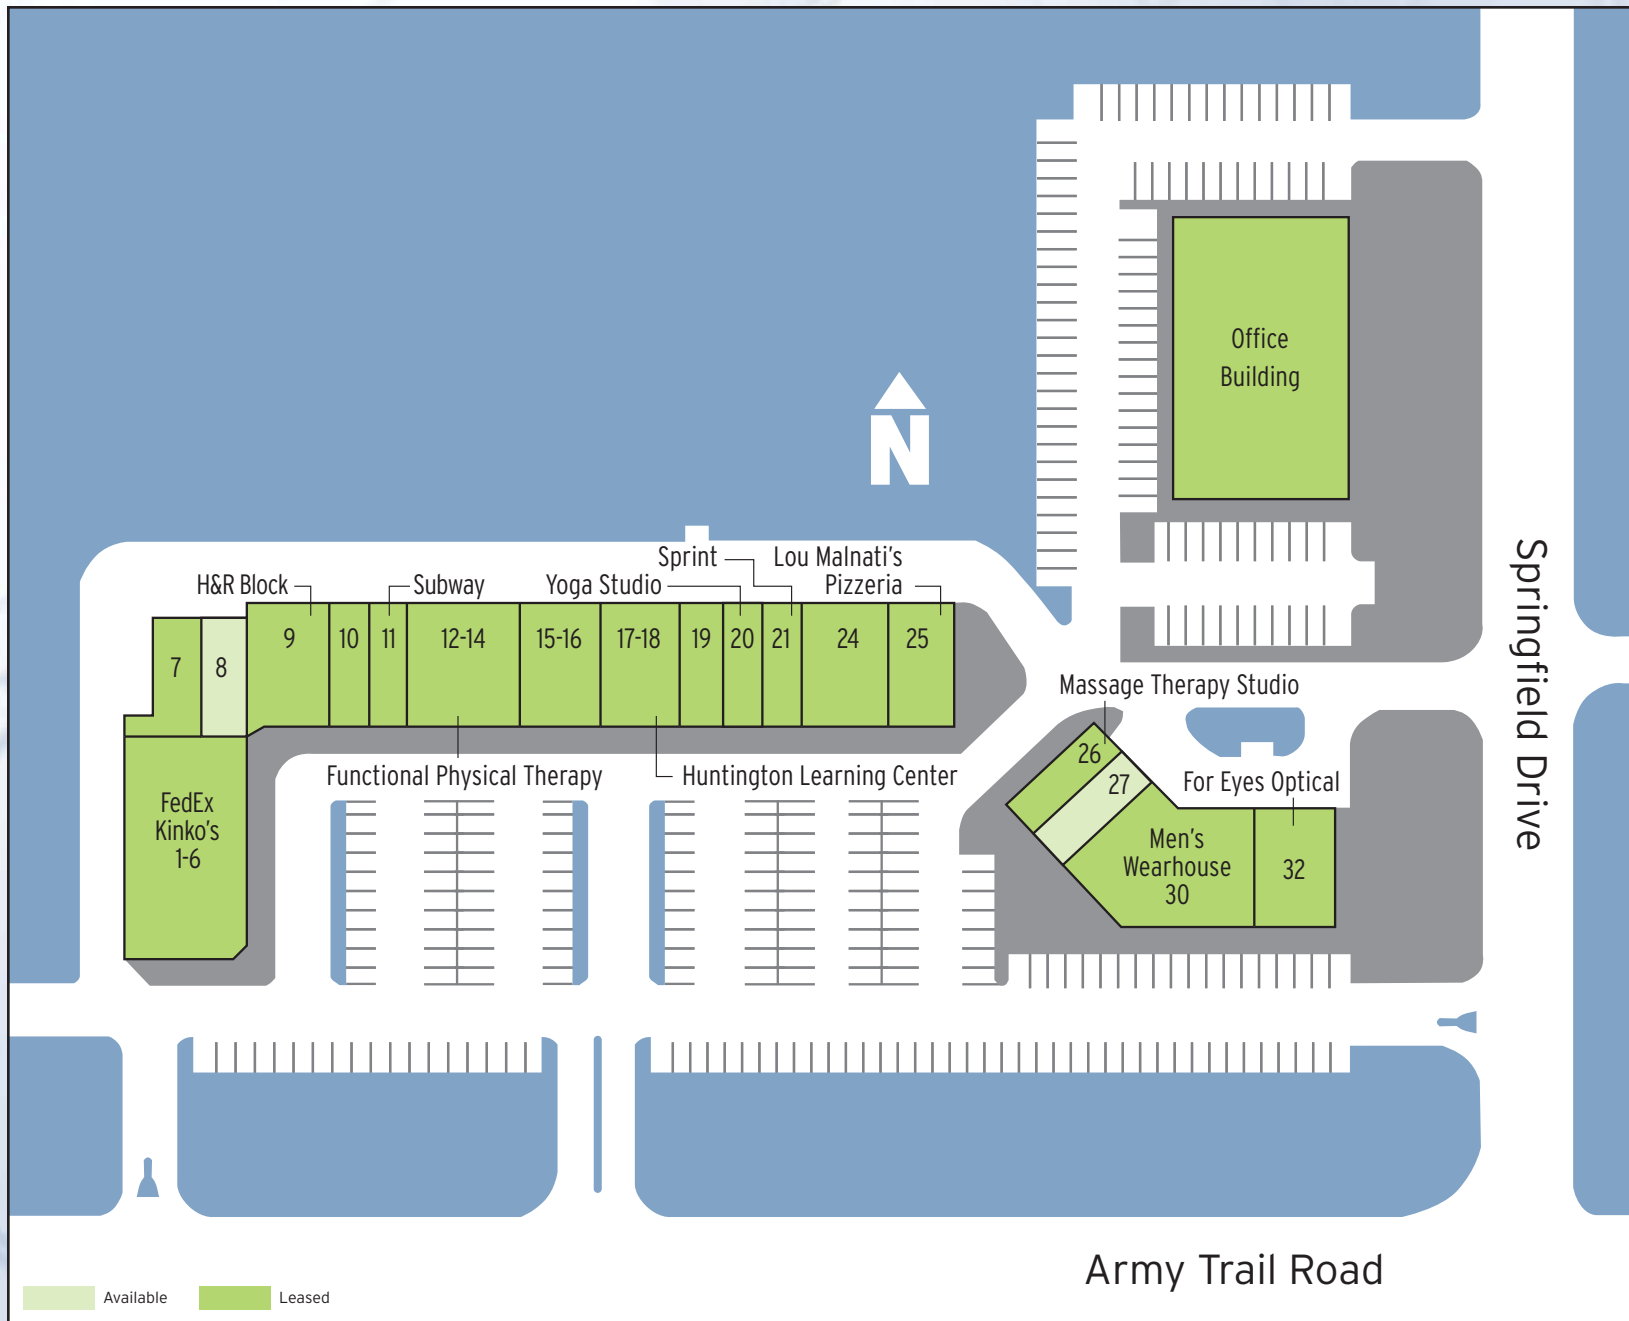 Office
Building
N
Springfield Drive
Sprint
Lou Malnati's
Pizzeria
H&R Block
Subway
Yoga Studio
7
8
9
10
11
12-14
15-16
17-18
19
20
21
24
25
Massage Therapy Studio
Functional Physical Therapy
Huntington Learning Center
26
27
For Eyes Optical
FedEx
Kinko's
1-6
Men's
Wearhouse
30
32
Army Trail Road
Available
Leased